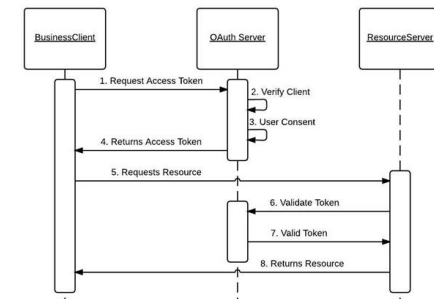 BusinessClient
OAuth Server
ResourceServer
1. Request Access Token
2. Verify Client
3. User Consent
4. Returns Access Token
5. Requests Resource
6. Validate Token
7. Valid Token
8. Returns Resource